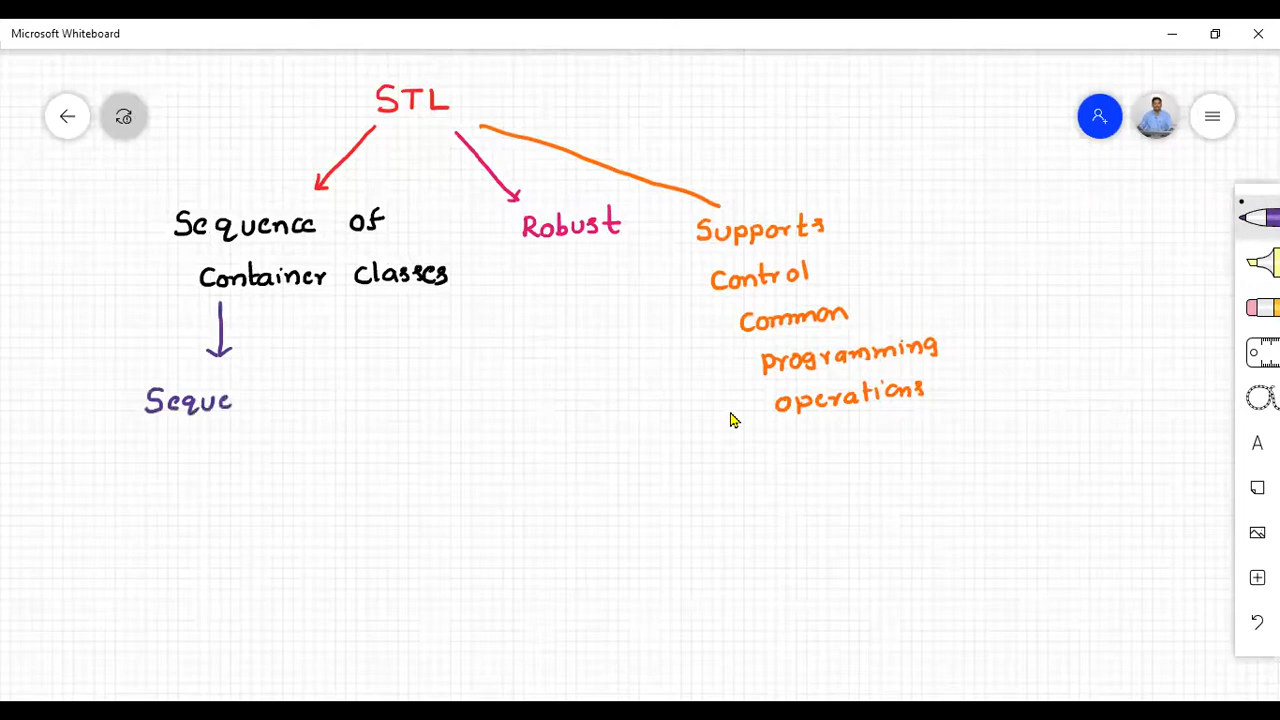 Microsoft Whiteboard
STL
Sequence of
Container Classes
Robust
Supports
Control
Common
programming
operations
Seque
A